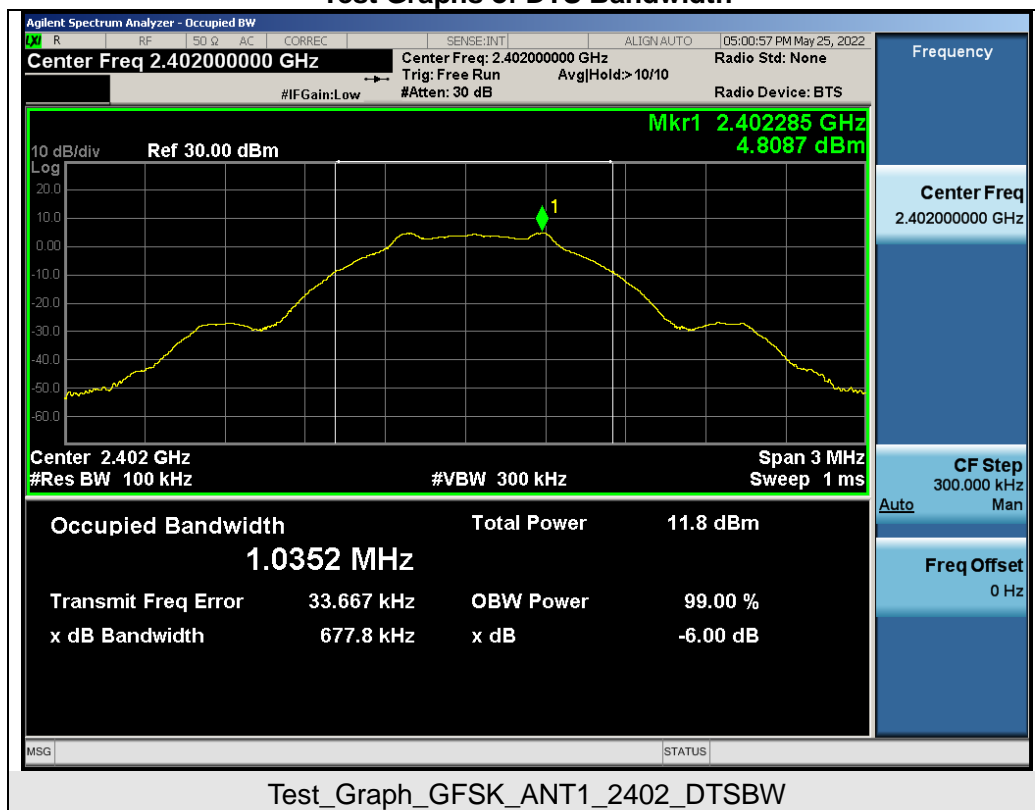 Test Graphs of DTS Bandwidth
Agilent Spectrum Analyzer - Occupied BW
LXI R RF 50 Ω AC CORREC SENSE:INT ALIGN AUTO 05:00:57 PM May 25, 2022
Center Freq 2.402000000 GHz
Center Freq: 2.402000000 GHz
Radio Std: None
Trig: Free Run Avg|Hold:> 10/10
#IFGain:Low #Atten: 30 dB Radio Device: BTS
Frequency
Mkr1 2.402285 GHz
4.8087 dBm
10 dB/div Ref 30.00 dBm
Log
20.0
10.0
0.00
-10.0
-20.0
-30.0
-40.0
-50.0
-60.0
1
Center 2.402 GHz Span 3 MHz
#Res BW 100 kHz #VBW 300 kHz Sweep 1 ms
Center Freq
2.402000000 GHz
CF Step
300.000 kHz
Auto Man
Freq Offset
0 Hz
Occupied Bandwidth Total Power 11.8 dBm
1.0352 MHz
Transmit Freq Error 33.667 kHz OBW Power 99.00 %
x dB Bandwidth 677.8 kHz x dB -6.00 dB
MSG STATUS
Test_Graph_GFSK_ANT1_2402_DTSBW